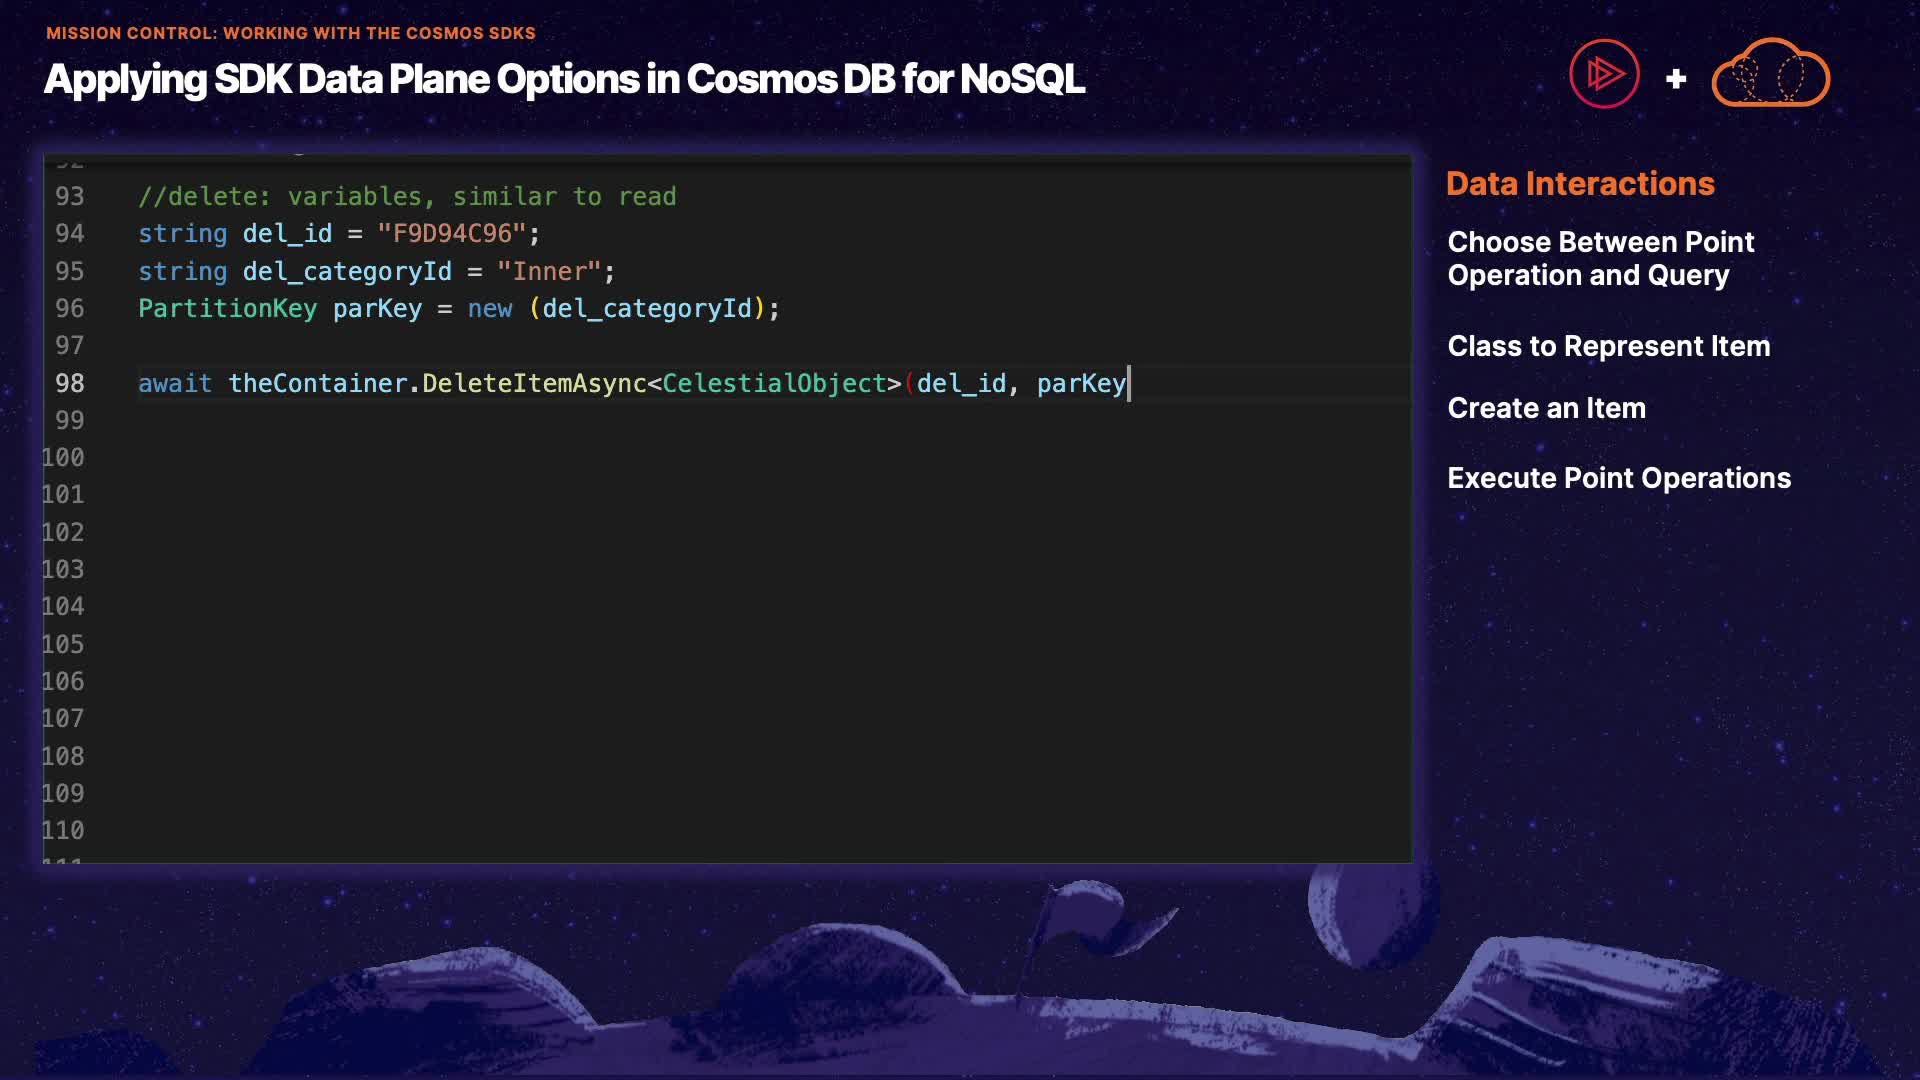 MISSION CONTROL: WORKING WITH THE COSMOS SDKS
Applying SDK Data Plane Options in Cosmos DB for NoSQL
+
92
93 //delete: variables, similar to read
94 string del_id = "F9D94C96";
95 string del_categoryId = "Inner";
96 PartitionKey parKey = new (del_categoryId);
97
98 await theContainer.DeleteItemAsync<CelestialObject>(del_id, parKey
99
100
101
102
103
104
105
106
107
108
109
110
111
Data Interactions
Choose Between Point
Operation and Query
Class to Represent Item
Create an Item
Execute Point Operations